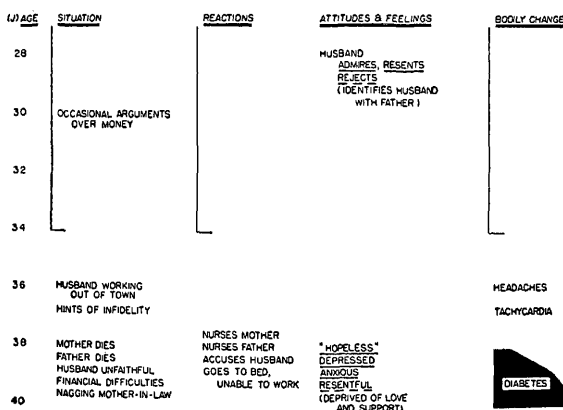 (J) AGE SITUATION REACTIONS ATTITUDES & FEELINGS BODILY CHANGE
28 HUSBAND
ADMIRES, RESENTS
REJECTS
(IDENTIFIES HUSBAND
WITH FATHER)
30 OCCASIONAL ARGUMENTS
OVER MONEY
32
34
36 HUSBAND WORKING HEADACHES
OUT OF TOWN
HINTS OF INFIDELITY TACHYCARDIA
NURSES MOTHER
38 MOTHER DIES NURSES FATHER "HOPELESS"
FATHER DIES ACCUSES HUSBAND DEPRESSED
HUSBAND UNFAITHFUL GOES TO BED, ANXIOUS
FINANCIAL DIFFICULTIES UNABLE TO WORK RESENTFUL DIABETES
40 NAGGING MOTHER-IN-LAW (DEPRIVED OF LOVE
AND SUPPORT)